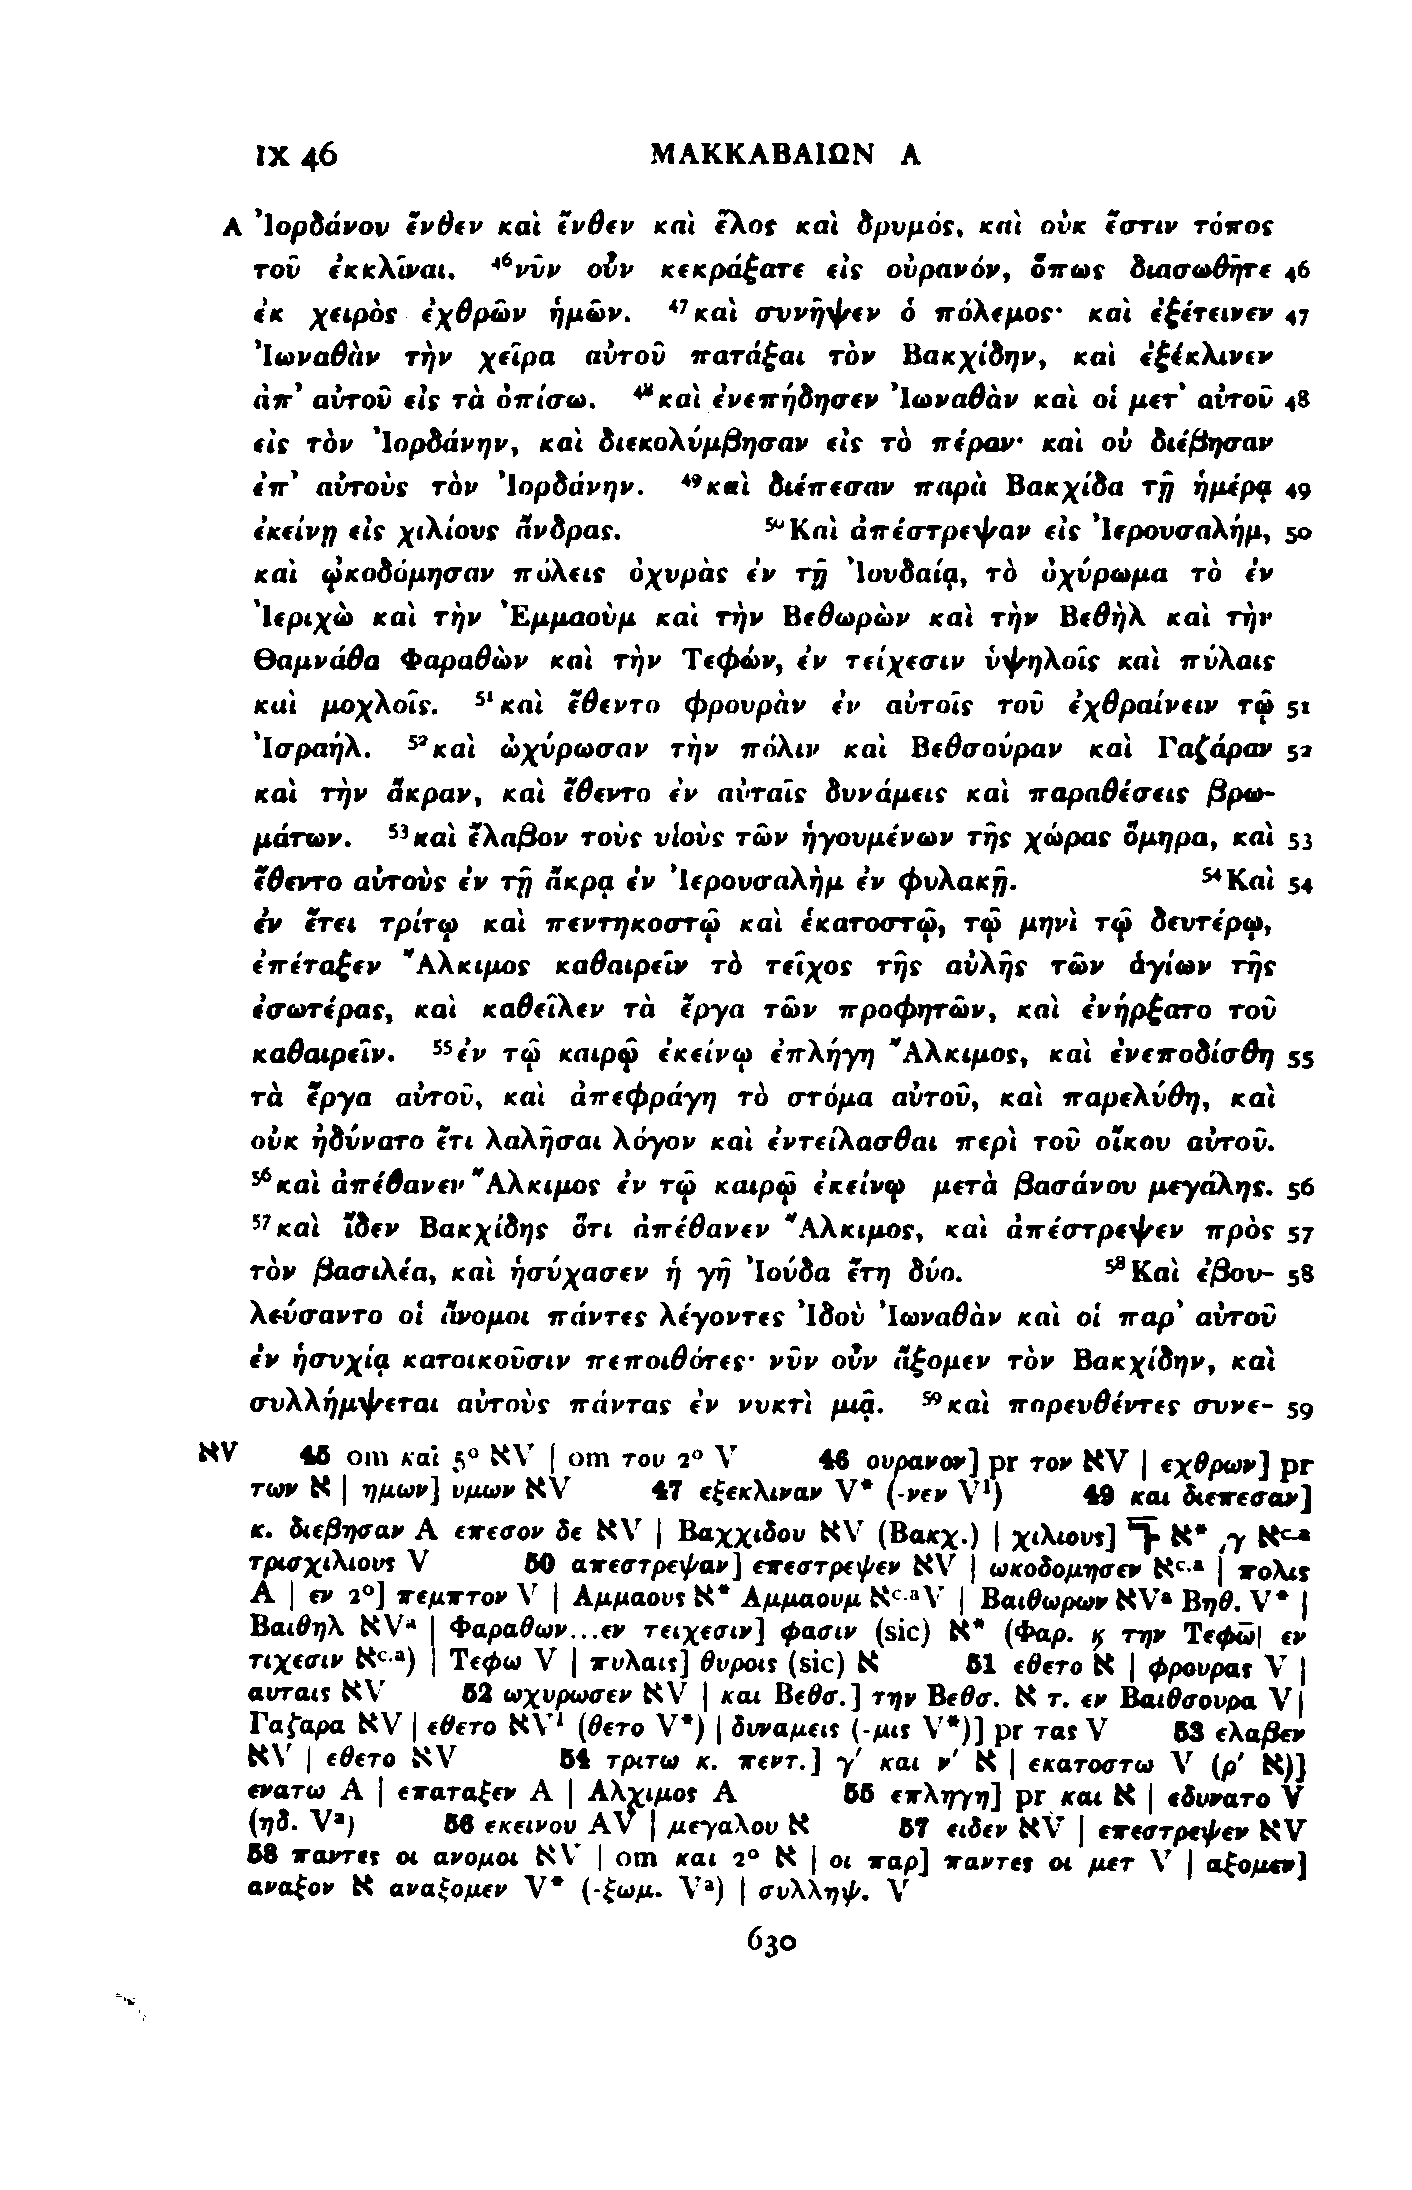 IX 46 ΜΑΚΚΑΒΑΙΩΝ Α
A Ἰορδάνου ἔνθεν καὶ ἔνθεν καὶ ἕλος καὶ δρυμός, καὶ οὐκ ἔστιν τόπος
τοῦ ἐκκλῖναι. ⁴⁶νῦν οὖν κεκράξατε εἰς οὐρανόν, ὅπως διασωθῆτε 46
ἐκ χειρὸς ἐχθρῶν ἡμῶν. ⁴⁷καὶ συνῆψεν ὁ πόλεμος· καὶ ἐξέτεινεν 47
Ἰωναθὰν τὴν χεῖρα αὐτοῦ πατάξαι τὸν Βακχίδην, καὶ ἐξέκλινεν
ἀπ᾽ αὐτοῦ εἰς τὰ ὀπίσω. ⁴⁸καὶ ἐνεπήδησεν Ἰωναθὰν καὶ οἱ μετ᾽ αὐτοῦ 48
εἰς τὸν Ἰορδάνην, καὶ διεκολύμβησαν εἰς τὸ πέραν· καὶ οὐ διέβησαν
ἐπ᾽ αὐτοὺς τὸν Ἰορδάνην. ⁴⁹καὶ διέπεσαν παρὰ Βακχίδα τῇ ἡμέρᾳ 49
ἐκείνῃ εἰς χιλίους ἄνδρας. ⁵⁰Καὶ ἀπέστρεψαν εἰς Ἰερουσαλήμ, 50
καὶ ᾠκοδόμησαν πόλεις ὀχυρὰς ἐν τῇ Ἰουδαίᾳ, τὸ ὀχύρωμα τὸ ἐν
Ἰεριχὼ καὶ τὴν Ἐμμαοὺμ καὶ τὴν Βεθωρὼν καὶ τὴν Βεθὴλ καὶ τὴν
Θαμνάθα Φαραθὼν καὶ τὴν Τεφών, ἐν τείχεσιν ὑψηλοῖς καὶ πύλαις
καὶ μοχλοῖς. ⁵¹καὶ ἔθεντο φρουρὰν ἐν αὐτοῖς τοῦ ἐχθραίνειν τῷ 51
Ἰσραήλ. ⁵²καὶ ὠχύρωσαν τὴν πόλιν καὶ Βεθσούραν καὶ Γαζάραν 52
καὶ τὴν ἄκραν, καὶ ἔθεντο ἐν αὐταῖς δυνάμεις καὶ παραθέσεις βρω-
μάτων. ⁵³καὶ ἔλαβον τοὺς υἱοὺς τῶν ἡγουμένων τῆς χώρας ὅμηρα, καὶ 53
ἔθεντο αὐτοὺς ἐν τῇ ἄκρᾳ ἐν Ἰερουσαλὴμ ἐν φυλακῇ. ⁵⁴Καὶ 54
ἐν ἔτει τρίτῳ καὶ πεντηκοστῷ καὶ ἑκατοστῷ, τῷ μηνὶ τῷ δευτέρῳ,
ἐπέταξεν Ἄλκιμος καθαιρεῖν τὸ τεῖχος τῆς αὐλῆς τῶν ἁγίων τῆς
ἐσωτέρας, καὶ καθεῖλεν τὰ ἔργα τῶν προφητῶν, καὶ ἐνήρξατο τοῦ
καθαιρεῖν. ⁵⁵ἐν τῷ καιρῷ ἐκείνῳ ἐπλήγη Ἄλκιμος, καὶ ἐνεποδίσθη 55
τὰ ἔργα αὐτοῦ, καὶ ἀπεφράγη τὸ στόμα αὐτοῦ, καὶ παρελύθη, καὶ
οὐκ ἠδύνατο ἔτι λαλῆσαι λόγον καὶ ἐντείλασθαι περὶ τοῦ οἴκου αὐτοῦ.
⁵⁶καὶ ἀπέθανεν Ἄλκιμος ἐν τῷ καιρῷ ἐκείνῳ μετὰ βασάνου μεγάλης. 56
⁵⁷καὶ ἴδεν Βακχίδης ὅτι ἀπέθανεν Ἄλκιμος, καὶ ἀπέστρεψεν πρὸς 57
τὸν βασιλέα, καὶ ἡσύχασεν ἡ γῆ Ἰούδα ἔτη δύο. ⁵⁸Καὶ ἐβου- 58
λεύσαντο οἱ ἄνομοι πάντες λέγοντες Ἰδοὺ Ἰωναθὰν καὶ οἱ παρ᾽ αὐτοῦ
ἐν ἡσυχίᾳ κατοικοῦσιν πεποιθότες· νῦν οὖν ἄξομεν τὸν Βακχίδην, καὶ
συλλήμψεται αὐτοὺς πάντας ἐν νυκτὶ μιᾷ. ⁵⁹καὶ πορευθέντες συνε- 59
אV 45 om καὶ 5° אV | om του 2° V 46 ουρανον] pr τον אV | εχθρων] pr
των א | ημων] υμων אV 47 εξεκλιναν V* (-νεν V¹) 49 και διεπεσαν]
κ. διεβησαν A επεσον δε אV | Βαχχιδου אV (Βακχ.) | χιλιους] א* ͵γ אᶜ·ᵃ
τρισχιλιους V 50 απεστρεψαν] επεστρεψεν אV | ωκοδομησεν אᶜ·ᵃ | πολις
A | εν 2°] πεμπτον V | Αμμαους א* Αμμαουμ אᶜ·ᵃV | Βαιθωρων אVᵃ Βηθ. V* |
Βαιθηλ אVᵃ | Φαραθων...εν τειχεσιν] φασιν (sic) א* (Φαρ. ϗ την Τεφω̄| εν
τιχεσιν אᶜ·ᵃ) | Τεφω V | πυλαις] θυροις (sic) א 51 εθετο א | φρουρας V |
αυταις אV 52 ωχυρωσεν אV | και Βεθσ.] την Βεθσ. א τ. εν Βαιθσουρα V |
Γαζαρα אV | εθετο אV¹ (θετο V*) | δυναμεις (-μις V*)] pr τας V 53 ελαβεν
אV | εθετο אV 54 τριτω κ. πεντ.] γ′ και ν′ א | εκατοστω V (ρ′ א)]
ενατω A | επαταξεν A | Αλχιμος A 55 επληγη] pr και א | εδυνατο V
(ηδ. Vᵃ) 56 εκεινου AV | μεγαλου א 57 ειδεν אV | επεστρεψεν אV
58 παντες οι ανομοι אV | om και 2° א | οι παρ] παντες οι μετ V | αξομεν]
αναξον א αναξομεν V* (-ξωμ. Vᵃ) | συλληψ. V
630